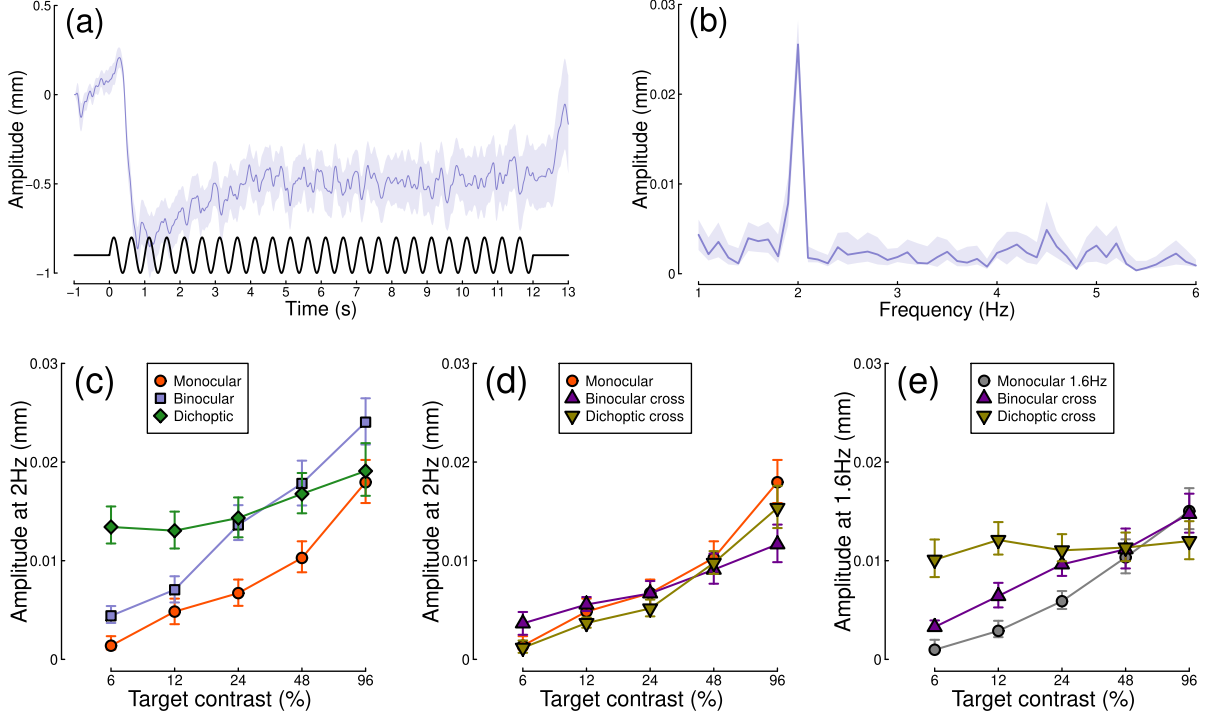 (a)
Amplitude (mm)
0.5
0
−0.5
−1
−1 0 1 2 3 4 5 6 7 8 9 10 11 12 13
Time (s)
(b)
Amplitude (mm)
0.03
0.02
0.01
0
1 2 3 4 5 6
Frequency (Hz)
(c)
Amplitude at 2Hz (mm)
0.03
0.02
0.01
0
Monocular
Binocular
Dichoptic
6 12 24 48 96
Target contrast (%)
(d)
Amplitude at 2Hz (mm)
0.03
0.02
0.01
0
Monocular
Binocular cross
Dichoptic cross
6 12 24 48 96
Target contrast (%)
(e)
Amplitude at 1.6Hz (mm)
0.03
0.02
0.01
0
Monocular 1.6Hz
Binocular cross
Dichoptic cross
6 12 24 48 96
Target contrast (%)